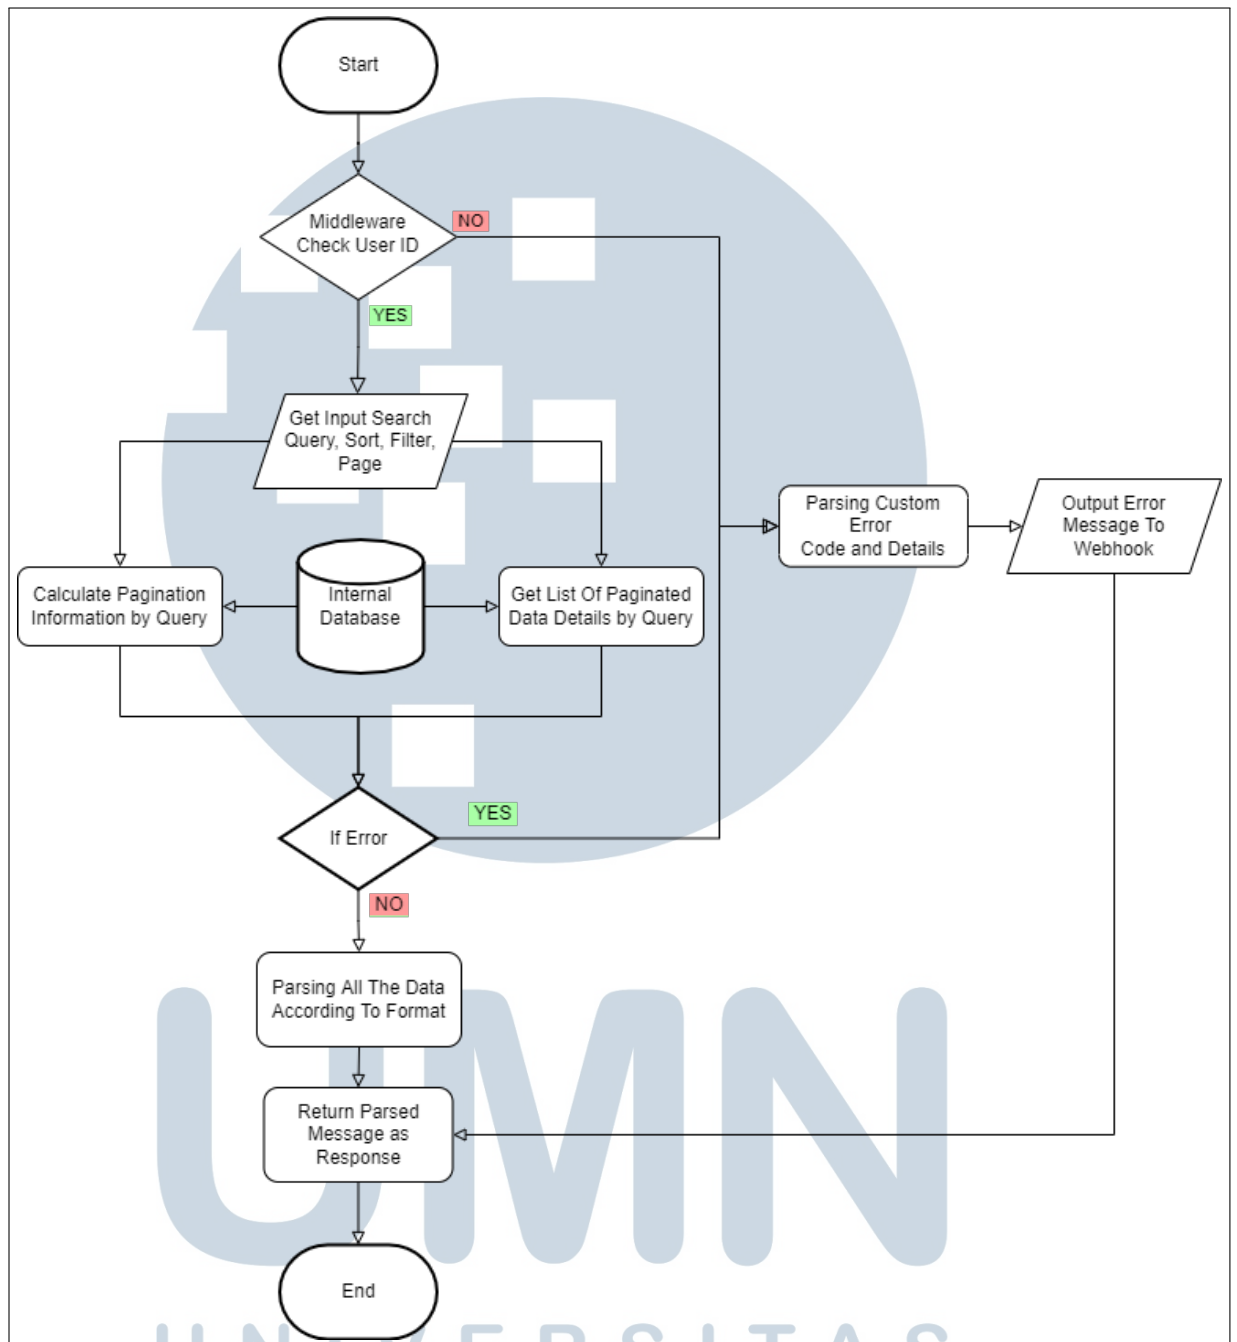 Start
Middleware
Check User ID
NO
YES
Get Input Search
Query, Sort, Filter,
Page
Parsing Custom
Error
Code and Details
Output Error
Message To
Webhook
Calculate Pagination
Information by Query
Internal
Database
Get List Of Paginated
Data Details by Query
If Error
YES
NO
Parsing All The Data
According To Format
Return Parsed
Message as
Response
End
UMN
UNIVERSITAS